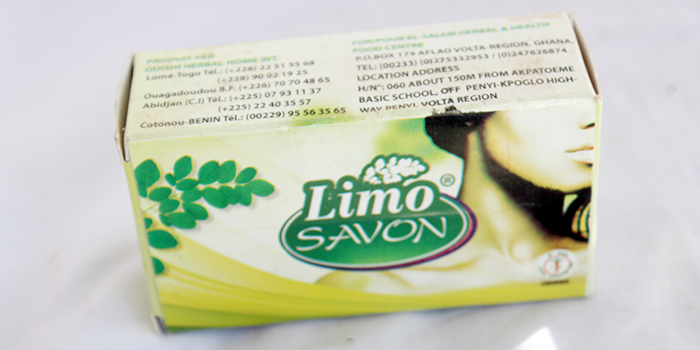 PRODUIT PAR
ODISHI HERBAL HOME INT.
Lomé-Togo Tél.: (+228) 22 51 55 68
(+228) 90 02 19 25
Ouagadoudou B.F. (+226) 70 70 48 65
Abidjan (C.I) Tél.: (+225) 07 93 11 37
(+225) 22 40 35 57
Cotonou-BENIN Tél.: (00229) 95 56 35 65
FOR/POUR EL-SALEM HERBAL & HEALTH
FOOD CENTRE
P.O.BOX 179 AFLAO VOLTA-REGION, GHANA.
TEL: (00233) (0)275332953 / (0)247626874
LOCATION ADDRESS
H/N°: 060 ABOUT 150M FROM AKPATOEME
BASIC SCHOOL, OFF PENYI-KPOGLO HIGH-
WAY PENYI, VOLTA REGION
Limo®
SAVON